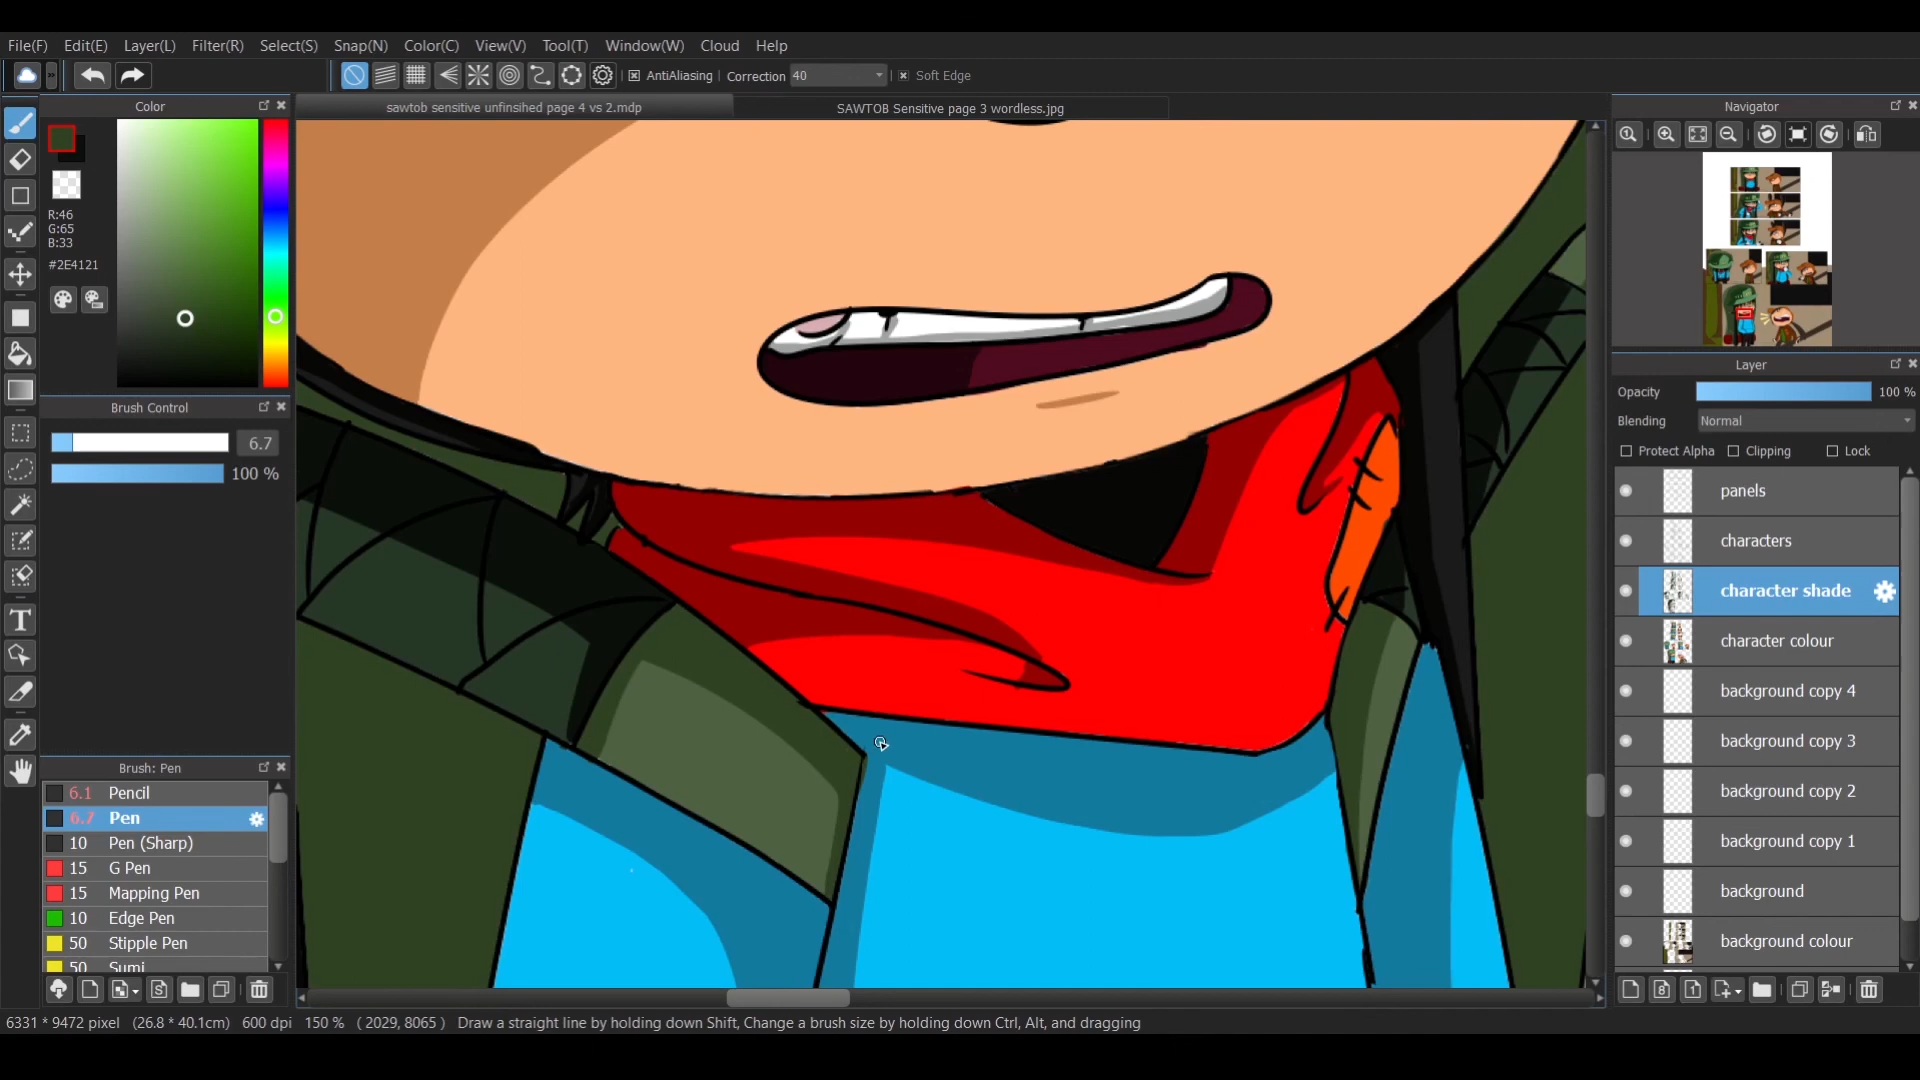 File(F) Edit(E) Layer(L) Filter(R) Select(S) Snap(N) Color(C) View(V) Tool(T) Window(W) Cloud Help
AntiAliasing Correction 40 Soft Edge
Color
sawtob sensitive unfinsihed page 4 vs 2.mdp
SAWTOB Sensitive page 3 wordless.jpg
Navigator
R:46
G:65
B:33
#2E4121
Brush Control
6.7
100 %
Brush: Pen
6.1 Pencil
6.7 Pen
10 Pen (Sharp)
15 G Pen
15 Mapping Pen
10 Edge Pen
50 Stipple Pen
50 Sumi
Layer
Opacity 100 %
Blending Normal
Protect Alpha Clipping Lock
panels
characters
character shade
character colour
background copy 4
background copy 3
background copy 2
background copy 1
background
background colour
6331 * 9472 pixel (26.8 * 40.1cm) 600 dpi 150 % ( 2029, 8065 ) Draw a straight line by holding down Shift, Change a brush size by holding down Ctrl, Alt, and dragging